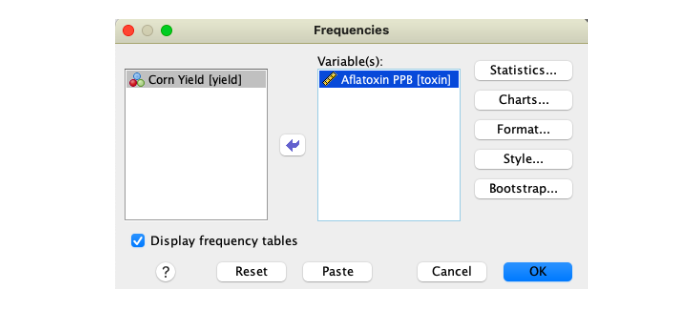 Frequencies
Variable(s):
Corn Yield [yield]
Aflatoxin PPB [toxin]
Statistics...
Charts...
Format...
Style...
Bootstrap...
Display frequency tables
? Reset Paste Cancel OK